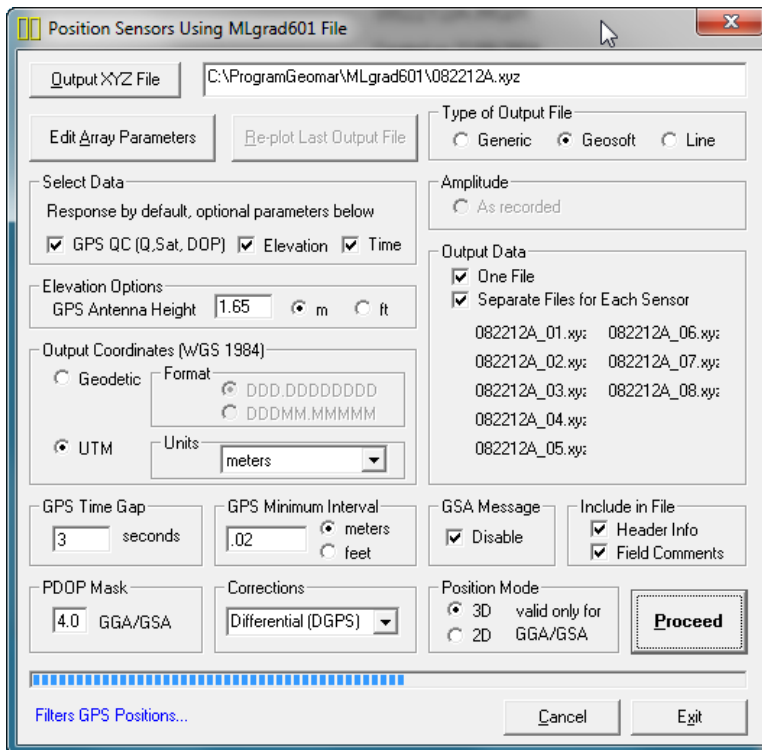 Position Sensors Using MLgrad601 File
Output XYZ File
C:\ProgramGeomar\MLgrad601\082212A.xyz
Edit Array Parameters
Re-plot Last Output File
Type of Output File
Generic
Geosoft
Line
Select Data
Response by default, optional parameters below
GPS QC (Q,Sat, DOP)
Elevation
Time
Amplitude
As recorded
Elevation Options
GPS Antenna Height
1.65
m
ft
Output Data
One File
Separate Files for Each Sensor
082212A_01.xyz
082212A_06.xyz
082212A_02.xyz
082212A_07.xyz
082212A_03.xyz
082212A_08.xyz
082212A_04.xyz
082212A_05.xyz
Output Coordinates (WGS 1984)
Geodetic
Format
DDD.DDDDDDDD
DDDMM.MMMMM
UTM
Units
meters
GPS Time Gap
3
seconds
GPS Minimum Interval
.02
meters
feet
GSA Message
Disable
Include in File
Header Info
Field Comments
PDOP Mask
4.0
GGA/GSA
Corrections
Differential (DGPS)
Position Mode
3D
valid only for
2D
GGA/GSA
Proceed
Filters GPS Positions...
Cancel
Exit